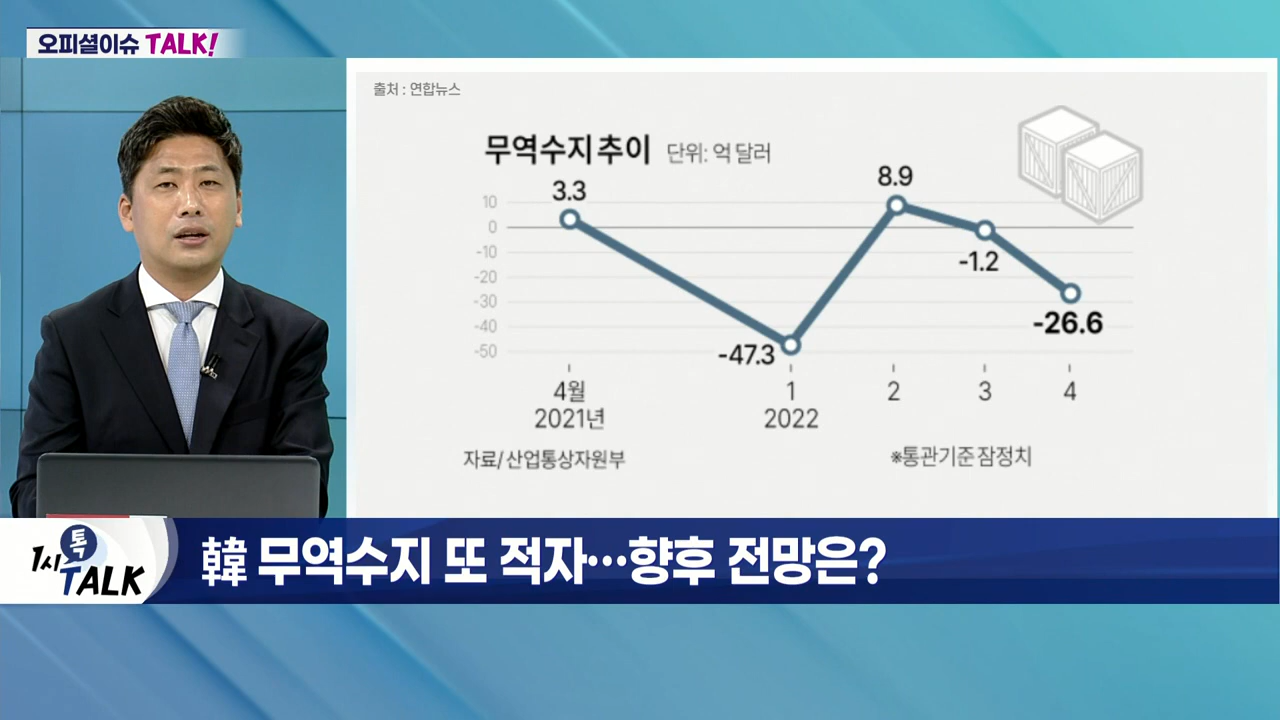 오피셜이슈 TALK!
출처 : 연합뉴스
무역수지 추이 단위: 억 달러
3.3
8.9
-1.2
-47.3
-26.6
10
0
-10
-20
-30
-40
-50
4월 1 2 3 4
2021년 2022
자료/산업통상자원부 ※통관기준 잠정치
1시 톡
TALK
韓 무역수지 또 적자…향후 전망은?